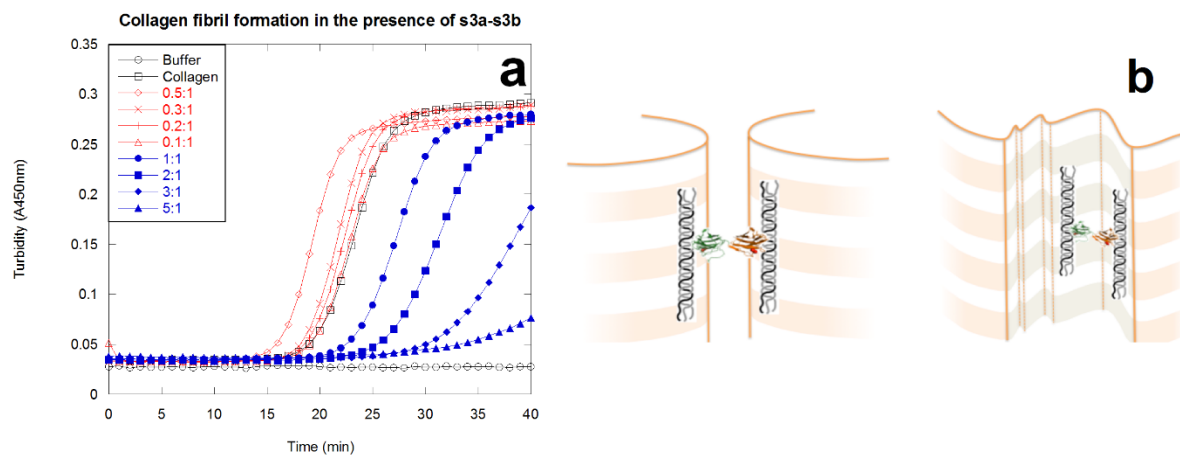 Collagen fibril formation in the presence of s3a-s3b
a
b
0.35
0.3
0.25
0.2
0.15
0.1
0.05
0
Turbidity (A450nm)
Buffer
Collagen
0.5:1
0.3:1
0.2:1
0.1:1
1:1
2:1
3:1
5:1
0 5 10 15 20 25 30 35 40
Time (min)